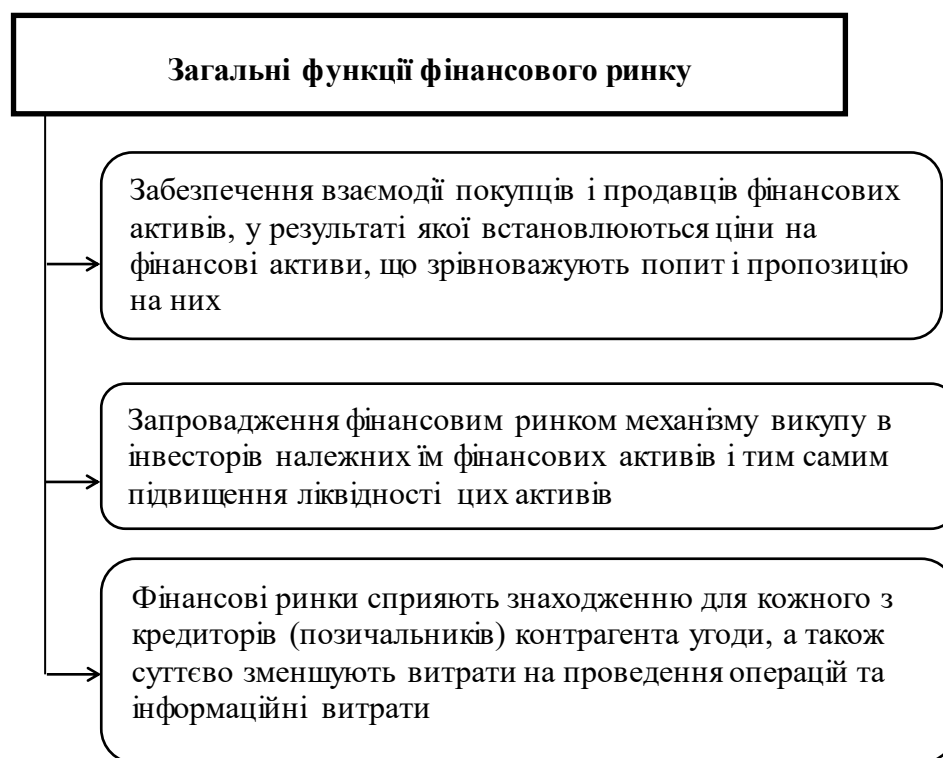 Загальні функції фінансового ринку
Забезпечення взаємодії покупців і продавців фінансових
активів, у результаті якої встановлюються ціни на
фінансові активи, що зрівноважують попит і пропозицію
на них
Запровадження фінансовим ринком механізму викупу в
інвесторів належних їм фінансових активів і тим самим
підвищення ліквідності цих активів
Фінансові ринки сприяють знаходженню для кожного з
кредиторів (позичальників) контрагента угоди, а також
суттєво зменшують витрати на проведення операцій та
інформаційні витрати